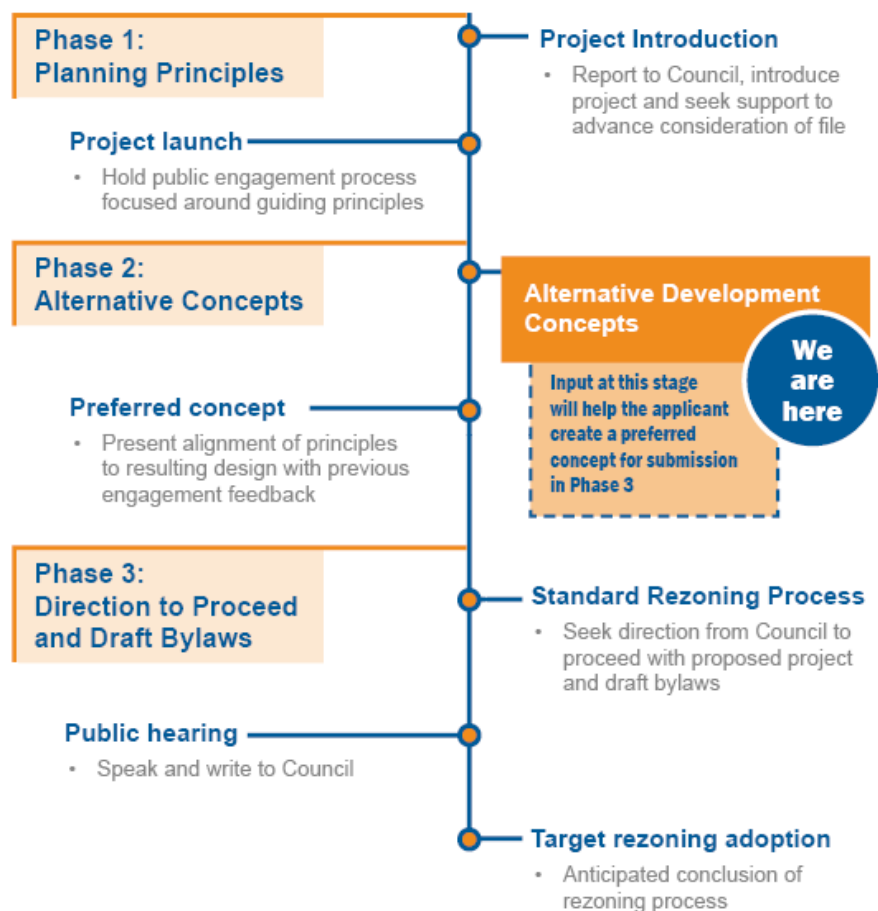 Phase 1:
Planning Principles
Project Introduction
• Report to Council, introduce
project and seek support to
advance consideration of file
Project launch
• Hold public engagement process
focused around guiding principles
Phase 2:
Alternative Concepts
Alternative Development
Concepts
We
are
here
Input at this stage
will help the applicant
create a preferred
concept for submission
in Phase 3
Preferred concept
• Present alignment of principles
to resulting design with previous
engagement feedback
Phase 3:
Direction to Proceed
and Draft Bylaws
Standard Rezoning Process
• Seek direction from Council to
proceed with proposed project
and draft bylaws
Public hearing
• Speak and write to Council
Target rezoning adoption
• Anticipated conclusion of
rezoning process